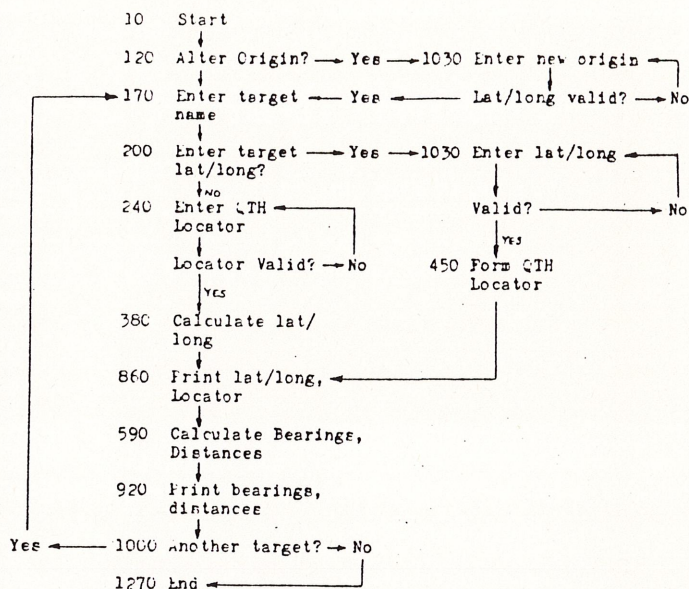 10 Start
120 Alter Origin? Yes 1030 Enter new origin
170 Enter target Yes Lat/long valid? No
name
200 Enter target Yes 1030 Enter lat/long
lat/long?
NO
240 Enter QTH Valid? No
Locator
YES
Locator Valid? No 450 Form QTH
Locator
YES
380 Calculate lat/
long
860 Print lat/long,
Locator
590 Calculate Bearings,
Distances
920 Print bearings,
distances
Yes 1000 Another target? No
1270 End